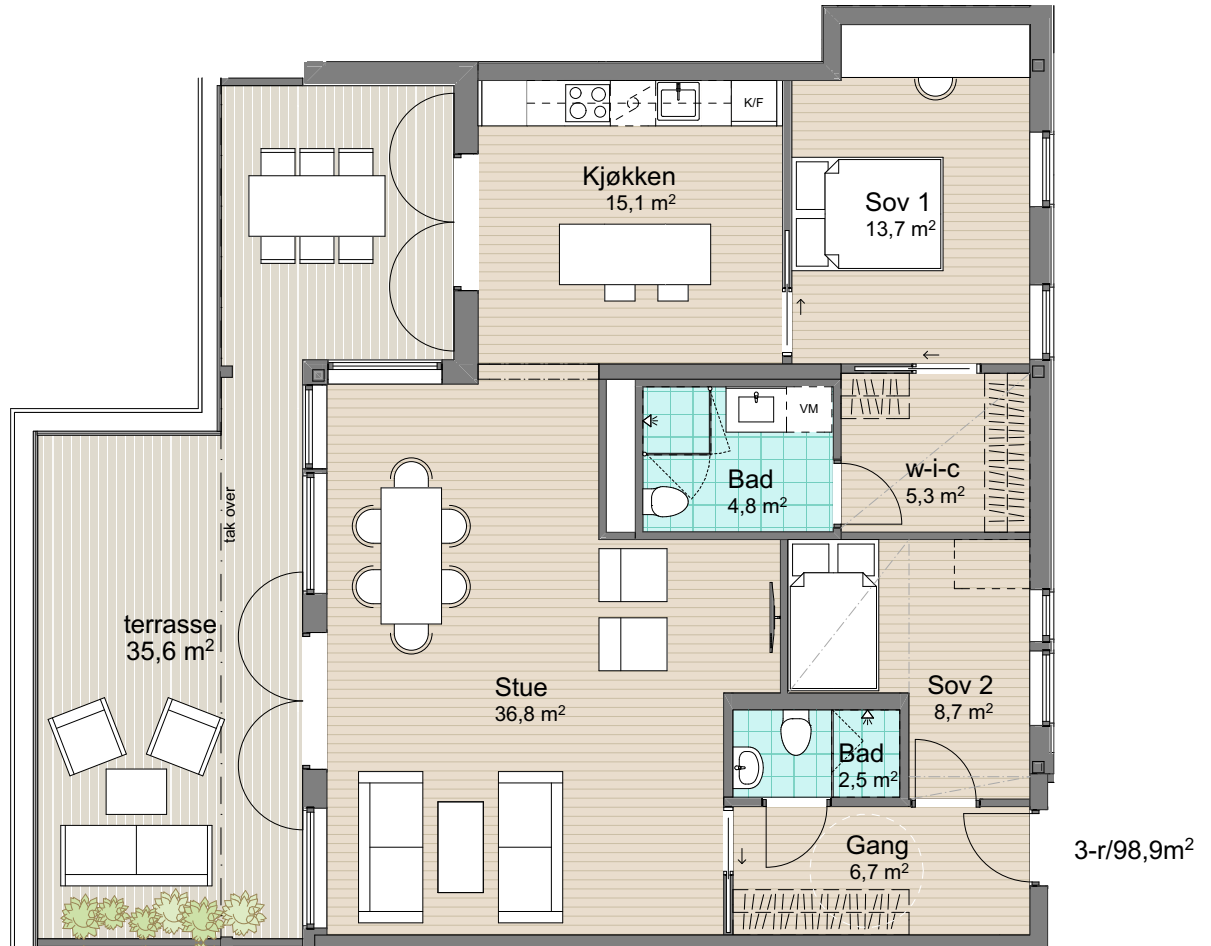 K/F
Kjøkken
15,1 m²
Sov 1
13,7 m²
VM
Bad
4,8 m²
w-i-c
5,3 m²
tak over
terrasse
35,6 m²
Stue
36,8 m²
Sov 2
8,7 m²
Bad
2,5 m²
Gang
6,7 m²
3-r/98,9m²